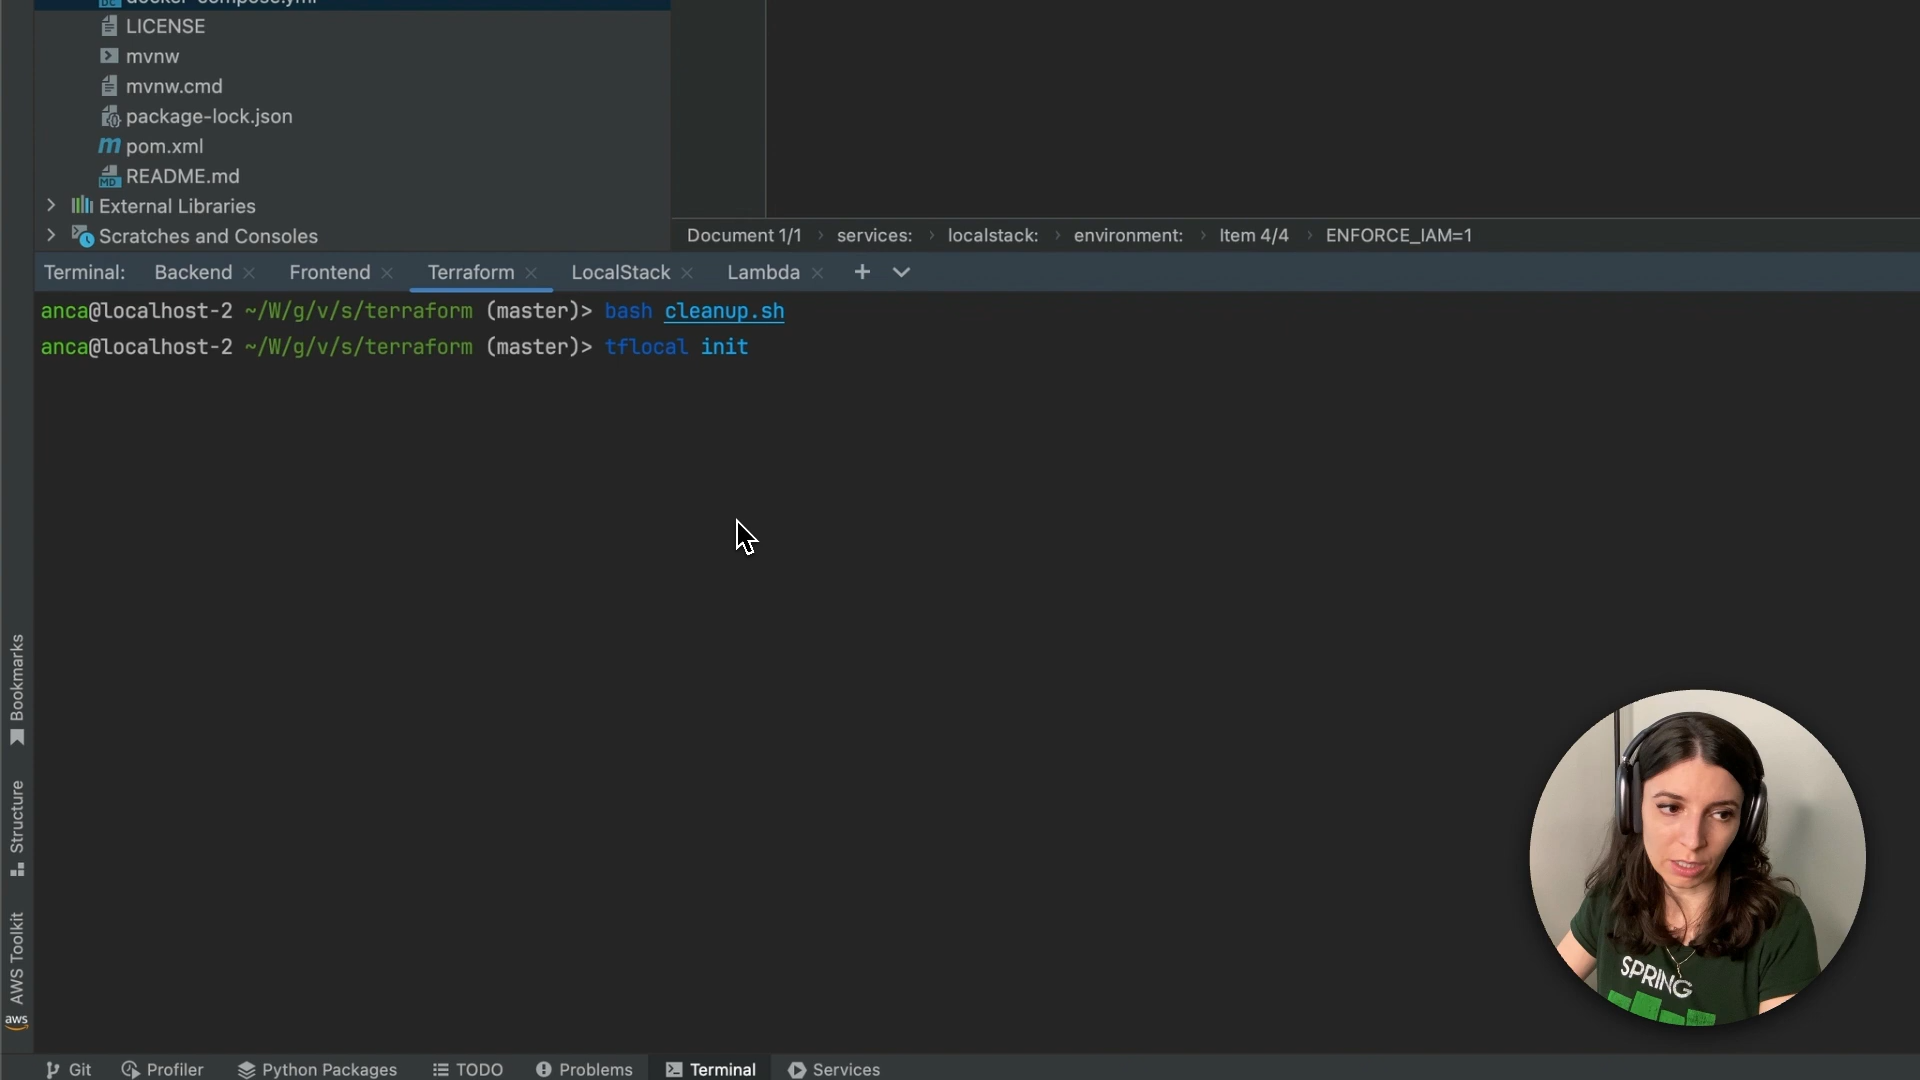 docker-compose.yml
LICENSE
mvnw
mvnw.cmd
package-lock.json
pom.xml
README.md
External Libraries
Scratches and Consoles
Document 1/1 services: localstack: environment: Item 4/4 ENFORCE_IAM=1
Terminal: Backend Frontend Terraform LocalStack Lambda
anca@localhost-2 ~/W/g/v/s/terraform (master)> bash cleanup.sh
anca@localhost-2 ~/W/g/v/s/terraform (master)> tflocal init
Bookmarks
Structure
AWS Toolkit
aws
SPRING
Git Profiler Python Packages TODO Problems Terminal Services